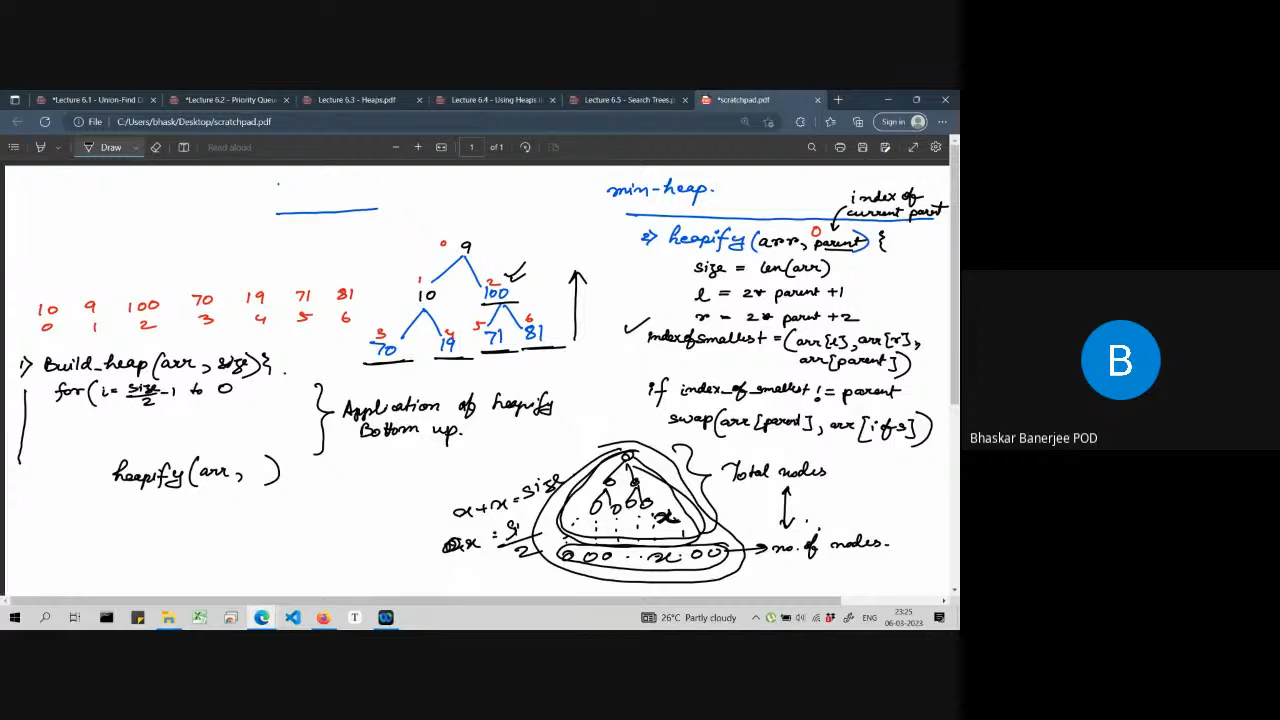 *Lecture 6.1 - Union-Find D
*Lecture 6.2 - Priority Queu
Lecture 6.3 - Heaps.pdf
Lecture 6.4 - Using Heaps i
Lecture 6.5 - Search Trees.p
*scratchpad.pdf
File C:/Users/bhask/Desktop/scratchpad.pdf
Sign in
Draw
Read aloud
1 of 1
min-heap.
index of
current parent
0
2) heapify(arr, parent) {
size = len(arr)
l = 2* parent +1
r = 2* parent +2
indexofsmallest = (arr[l], arr[r],
arr[parent])
if index_of_smallest != parent
swap(arr[parent], arr[i of s])
0 9
1 10
2 100
3 70
4 19
5 71
6 81
10 9 100 70 19 71 81
0 1 2 3 4 5 6
1) Build_heap(arr, size){
for(i = size/2 -1 to 0
heapify(arr, )
Application of heapify
Bottom up.
x+x = size
x =
2
x
x
Total nodes
no. of nodes.
26°C Partly cloudy
ENG
23:25
06-03-2023
B
Bhaskar Banerjee POD